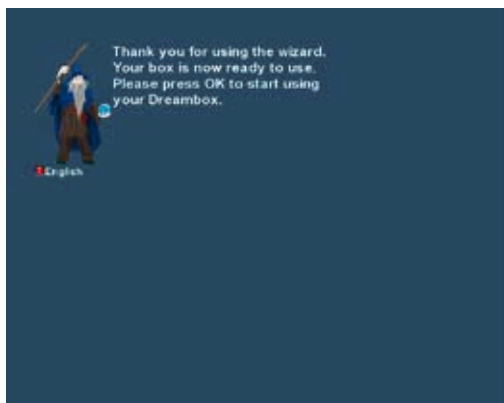 Thank you for using the wizard.
Your box is now ready to use.
Please press OK to start using
your Dreambox.
English